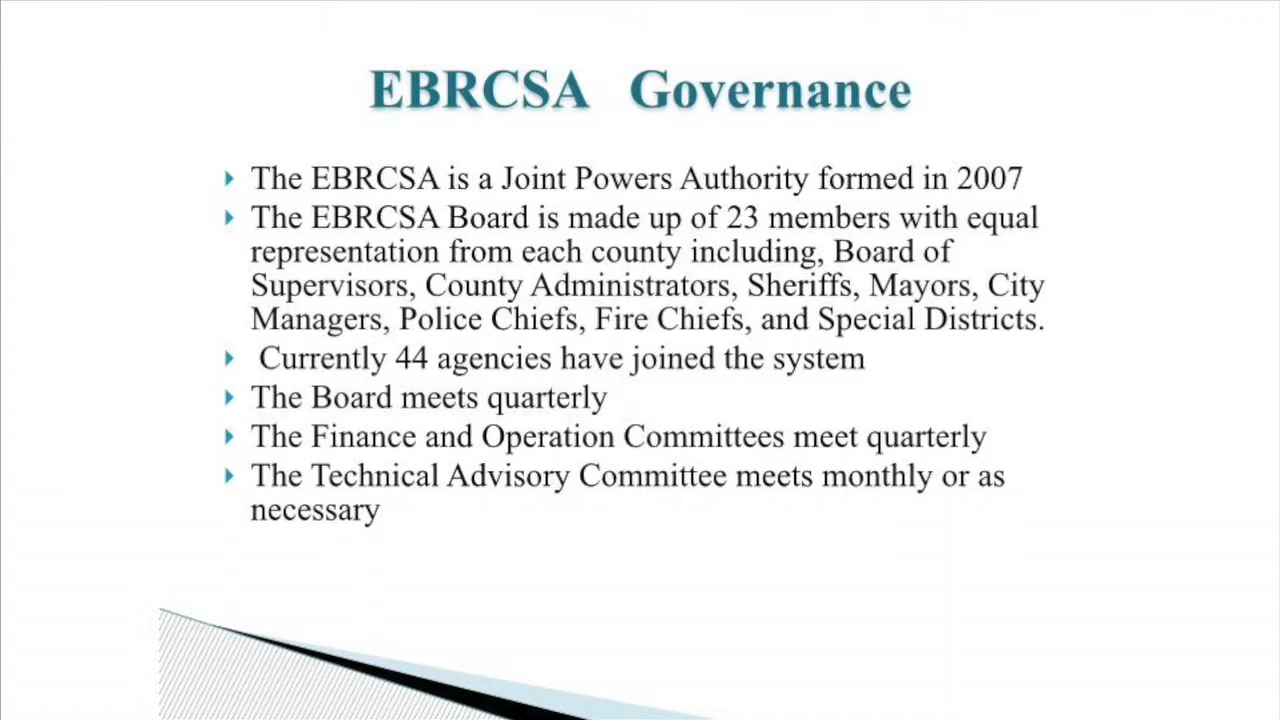 EBRCSA Governance
The EBRCSA is a Joint Powers Authority formed in 2007
The EBRCSA Board is made up of 23 members with equal
representation from each county including, Board of
Supervisors, County Administrators, Sheriffs, Mayors, City
Managers, Police Chiefs, Fire Chiefs, and Special Districts.
Currently 44 agencies have joined the system
The Board meets quarterly
The Finance and Operation Committees meet quarterly
The Technical Advisory Committee meets monthly or as
necessary